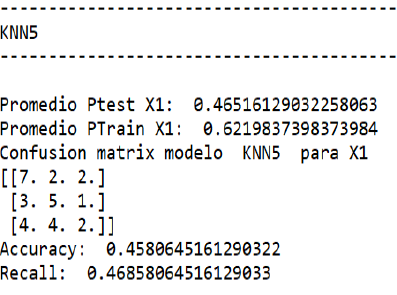 -----------------------------------------
KNN5
-----------------------------------------
Promedio Ptest X1:  0.46516129032258063
Promedio PTrain X1:  0.6219837398373984
Confusion matrix modelo  KNN5  para X1
[[7. 2. 2.]
 [3. 5. 1.]
 [4. 4. 2.]]
Accuracy:  0.4580645161290322
Recall:  0.46858064516129033